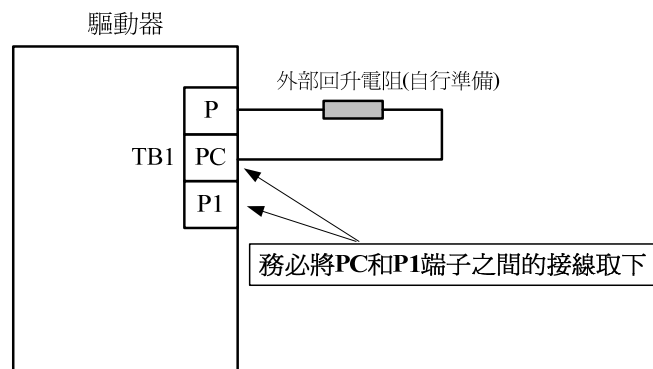 驅動器
外部回升電阻(自行準備)
P
TB1 PC
P1
務必將PC和P1端子之間的接線取下